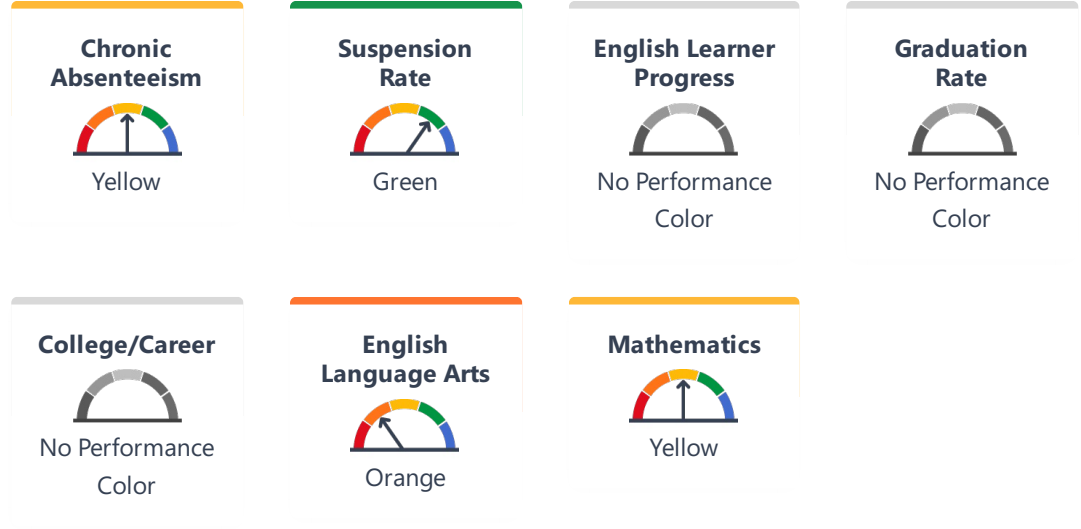 Chronic
Absenteeism
Yellow
Suspension
Rate
Green
English Learner
Progress
No Performance
Color
Graduation
Rate
No Performance
Color
College/Career
No Performance
Color
English
Language Arts
Orange
Mathematics
Yellow